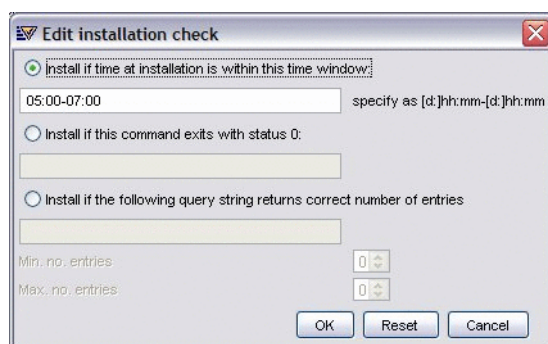 Edit installation check
Install if time at installation is within this time window:
05:00-07:00 specify as [d:]hh:mm-[d:]hh:mm
Install if this command exits with status 0:
Install if the following query string returns correct number of entries
Min. no. entries 0
Max. no. entries 0
OK Reset Cancel